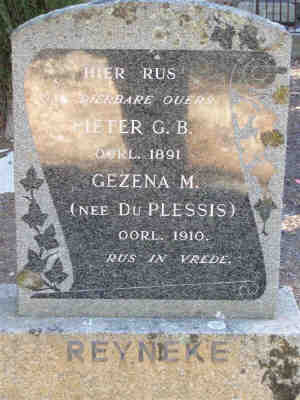 HIER RUS
DIERBARE OUERS
PIETER G. B.
OORL. 1891
GEZENA M.
(NEE DU PLESSIS)
OORL. 1910.
RUS IN VREDE.
REYNEKE